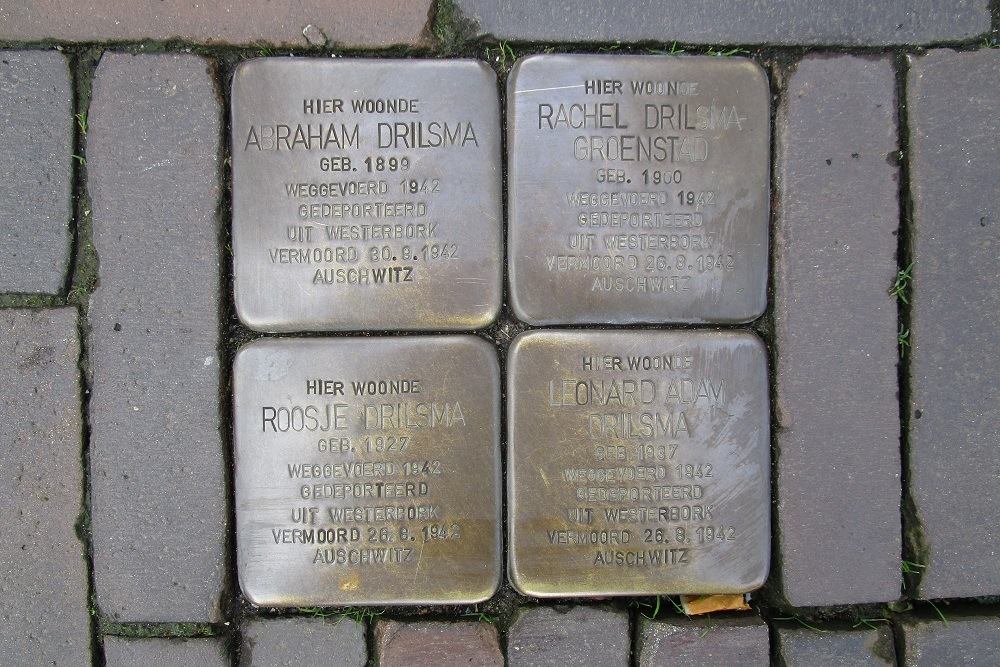 HIER WOONDE
ABRAHAM DRILSMA
GEB. 1899
WEGGEVOERD 1942
GEDEPORTEERD
UIT WESTERBORK
VERMOORD 30.9.1942
AUSCHWITZ
HIER WOONDE
RACHEL DRILSMA-
GROENSTAD
GEB. 1900
WEGGEVOERD 1942
GEDEPORTEERD
UIT WESTERBORK
VERMOORD 26.8.1942
AUSCHWITZ
HIER WOONDE
ROOSJE DRILSMA
GEB. 1927
WEGGEVOERD 1942
GEDEPORTEERD
UIT WESTERBORK
VERMOORD 26.8.1942
AUSCHWITZ
HIER WOONDE
LEONARD ADAM
DRILSMA
GEB. 1937
WEGGEVOERD 1942
GEDEPORTEERD
UIT WESTERBORK
VERMOORD 26.8.1942
AUSCHWITZ